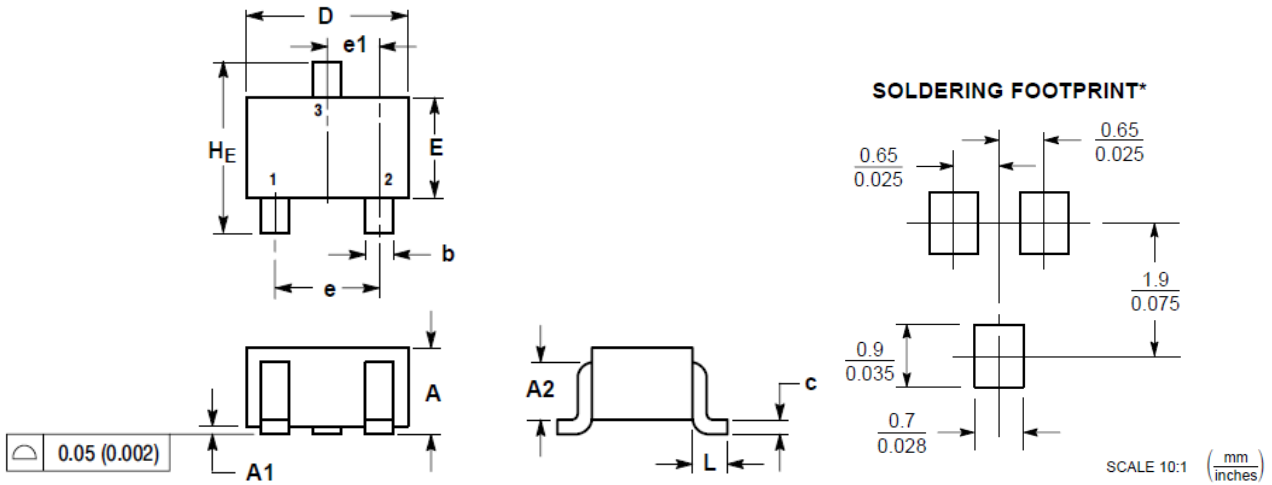 D
e1
3
HE
E
1
2
b
e
A
0.05 (0.002)
A1
A2
c
L
SOLDERING FOOTPRINT*
0.65
0.025
0.65
0.025
1.9
0.075
0.9
0.035
0.7
0.028
SCALE 10:1 (mm/inches)